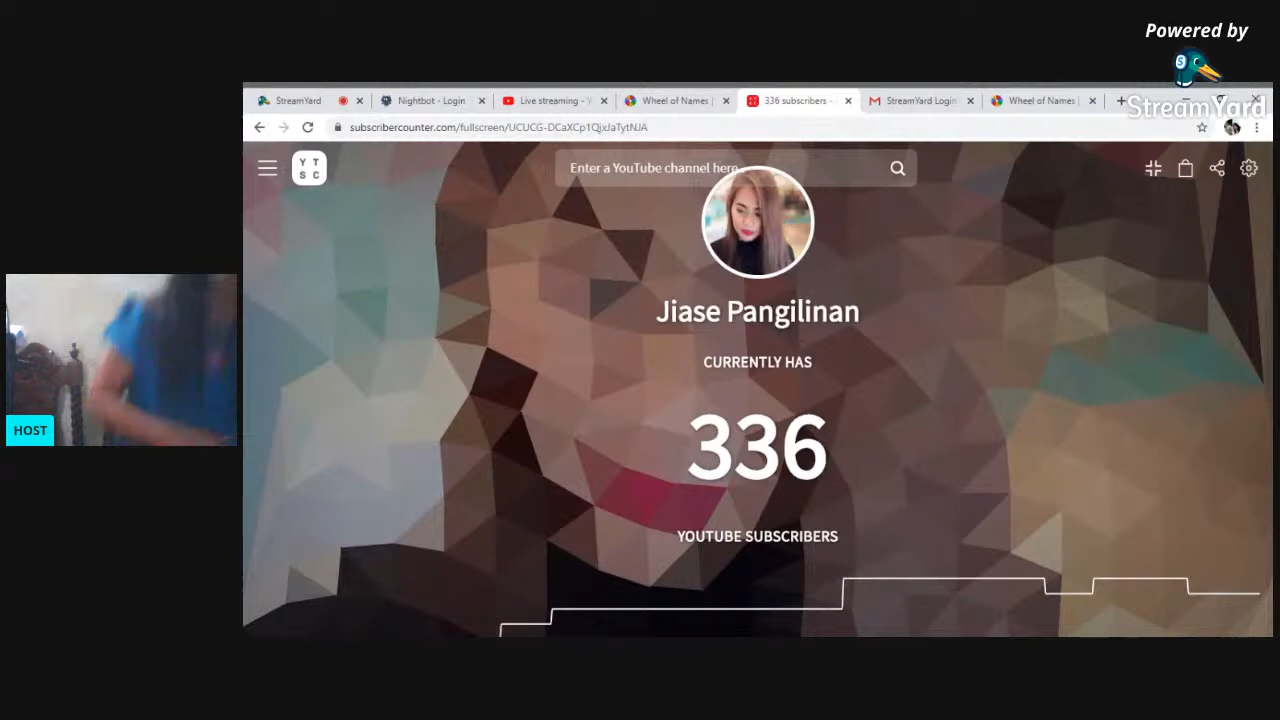 Powered by
StreamYard
StreamYard
Nightbot - Login
Live streaming - Y
Wheel of Names |
336 subscribers -
StreamYard Login
Wheel of Names |
subscribercounter.com/fullscreen/UCUCG-DCaXCp1QjxJaTytNJA
Y T
S C
Enter a YouTube channel here
Jiase Pangilinan
CURRENTLY HAS
336
YOUTUBE SUBSCRIBERS
HOST